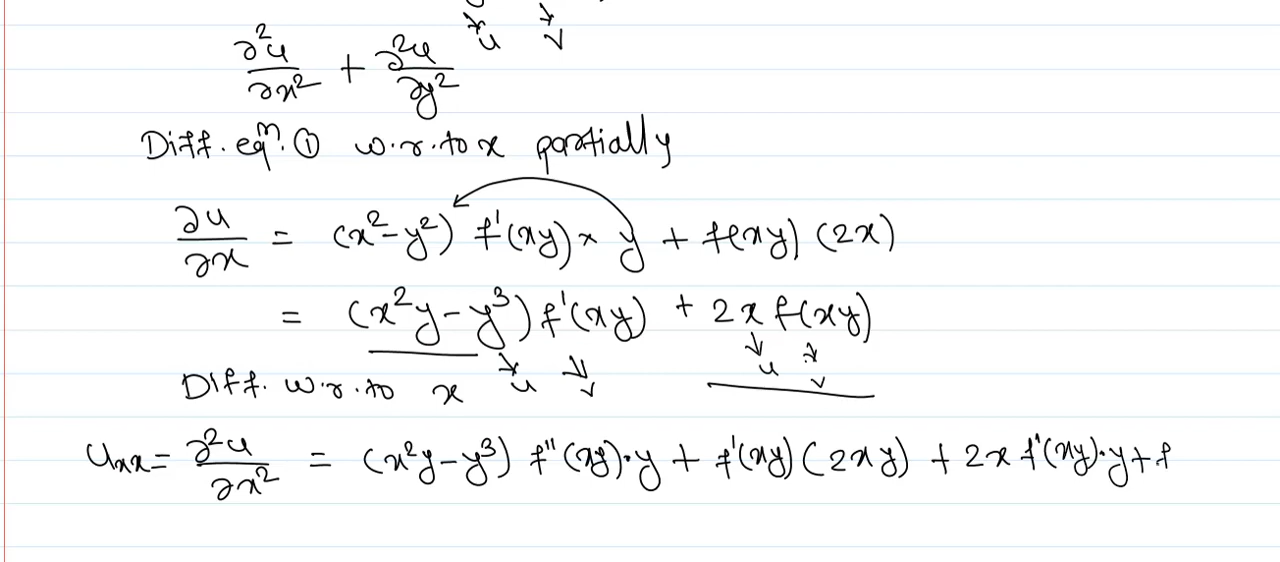 ↓ ↓
u v
∂²u/∂x² + ∂²u/∂y²
Diff. eqⁿ. ① w.r.to x partially
∂u/∂x = (x²-y²) f'(xy) × y + f(xy) (2x)
= (x²y - y³) f'(xy) + 2x f(xy)
↓ ↓ ↓ ↓
u v u v
Diff. w.r.to x
uₓₓ = ∂²u/∂x² = (x²y-y³) f''(xy)·y + f'(xy)(2xy) + 2x f'(xy)·y + f